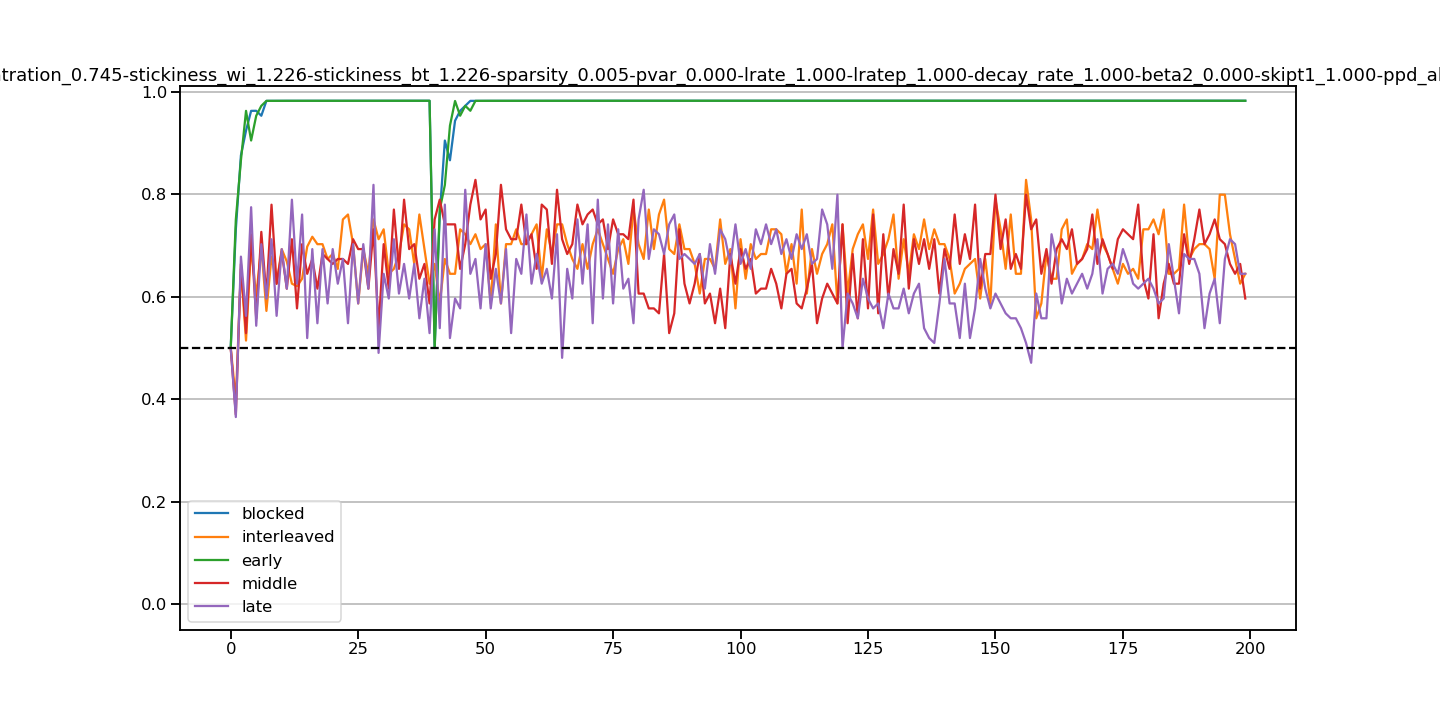 tration_0.745-stickiness_wi_1.226-stickiness_bt_1.226-sparsity_0.005-pvar_0.000-lrate_1.000-lratep_1.000-decay_rate_1.000-beta2_0.000-skipt1_1.000-ppd_al
1.0
0.8
0.6
0.4
0.2
0.0
blocked
interleaved
early
middle
late
0 25 50 75 100 125 150 175 200